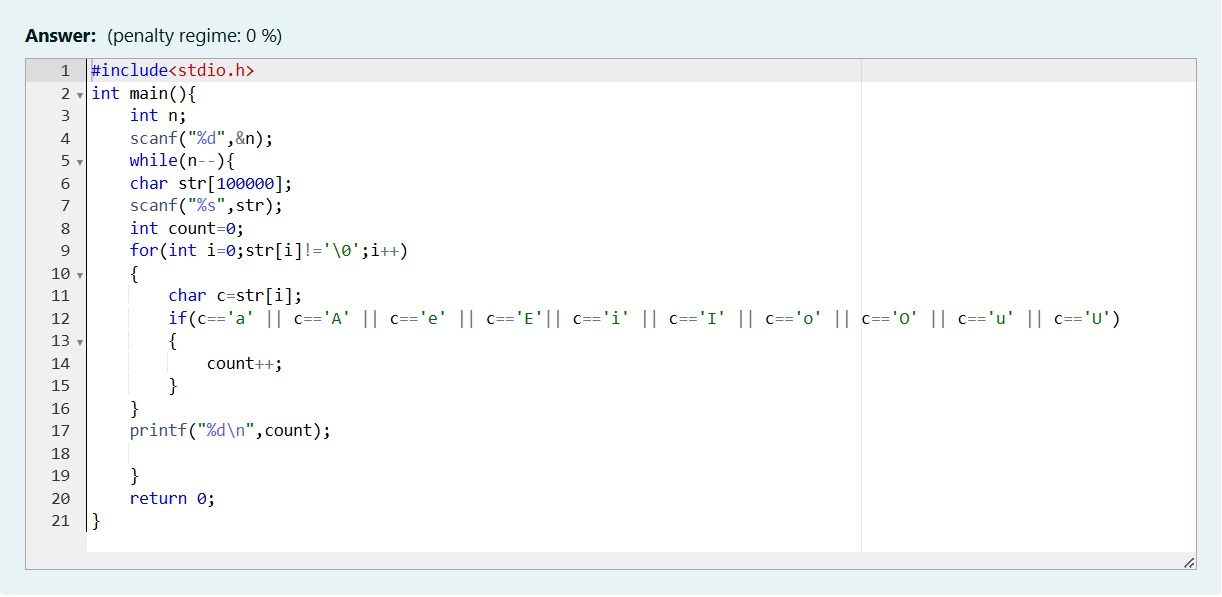 Answer: (penalty regime: 0 %)
1 #include<stdio.h>
2 int main(){
3     int n;
4     scanf("%d",&n);
5     while(n--){
6     char str[100000];
7     scanf("%s",str);
8     int count=0;
9     for(int i=0;str[i]!='\0';i++)
10     {
11         char c=str[i];
12         if(c=='a' || c=='A' || c=='e' || c=='E'|| c=='i' || c=='I' || c=='o' || c=='O' || c=='u' || c=='U')
13         {
14             count++;
15         }
16     }
17     printf("%d\n",count);
18
19     }
20     return 0;
21 }